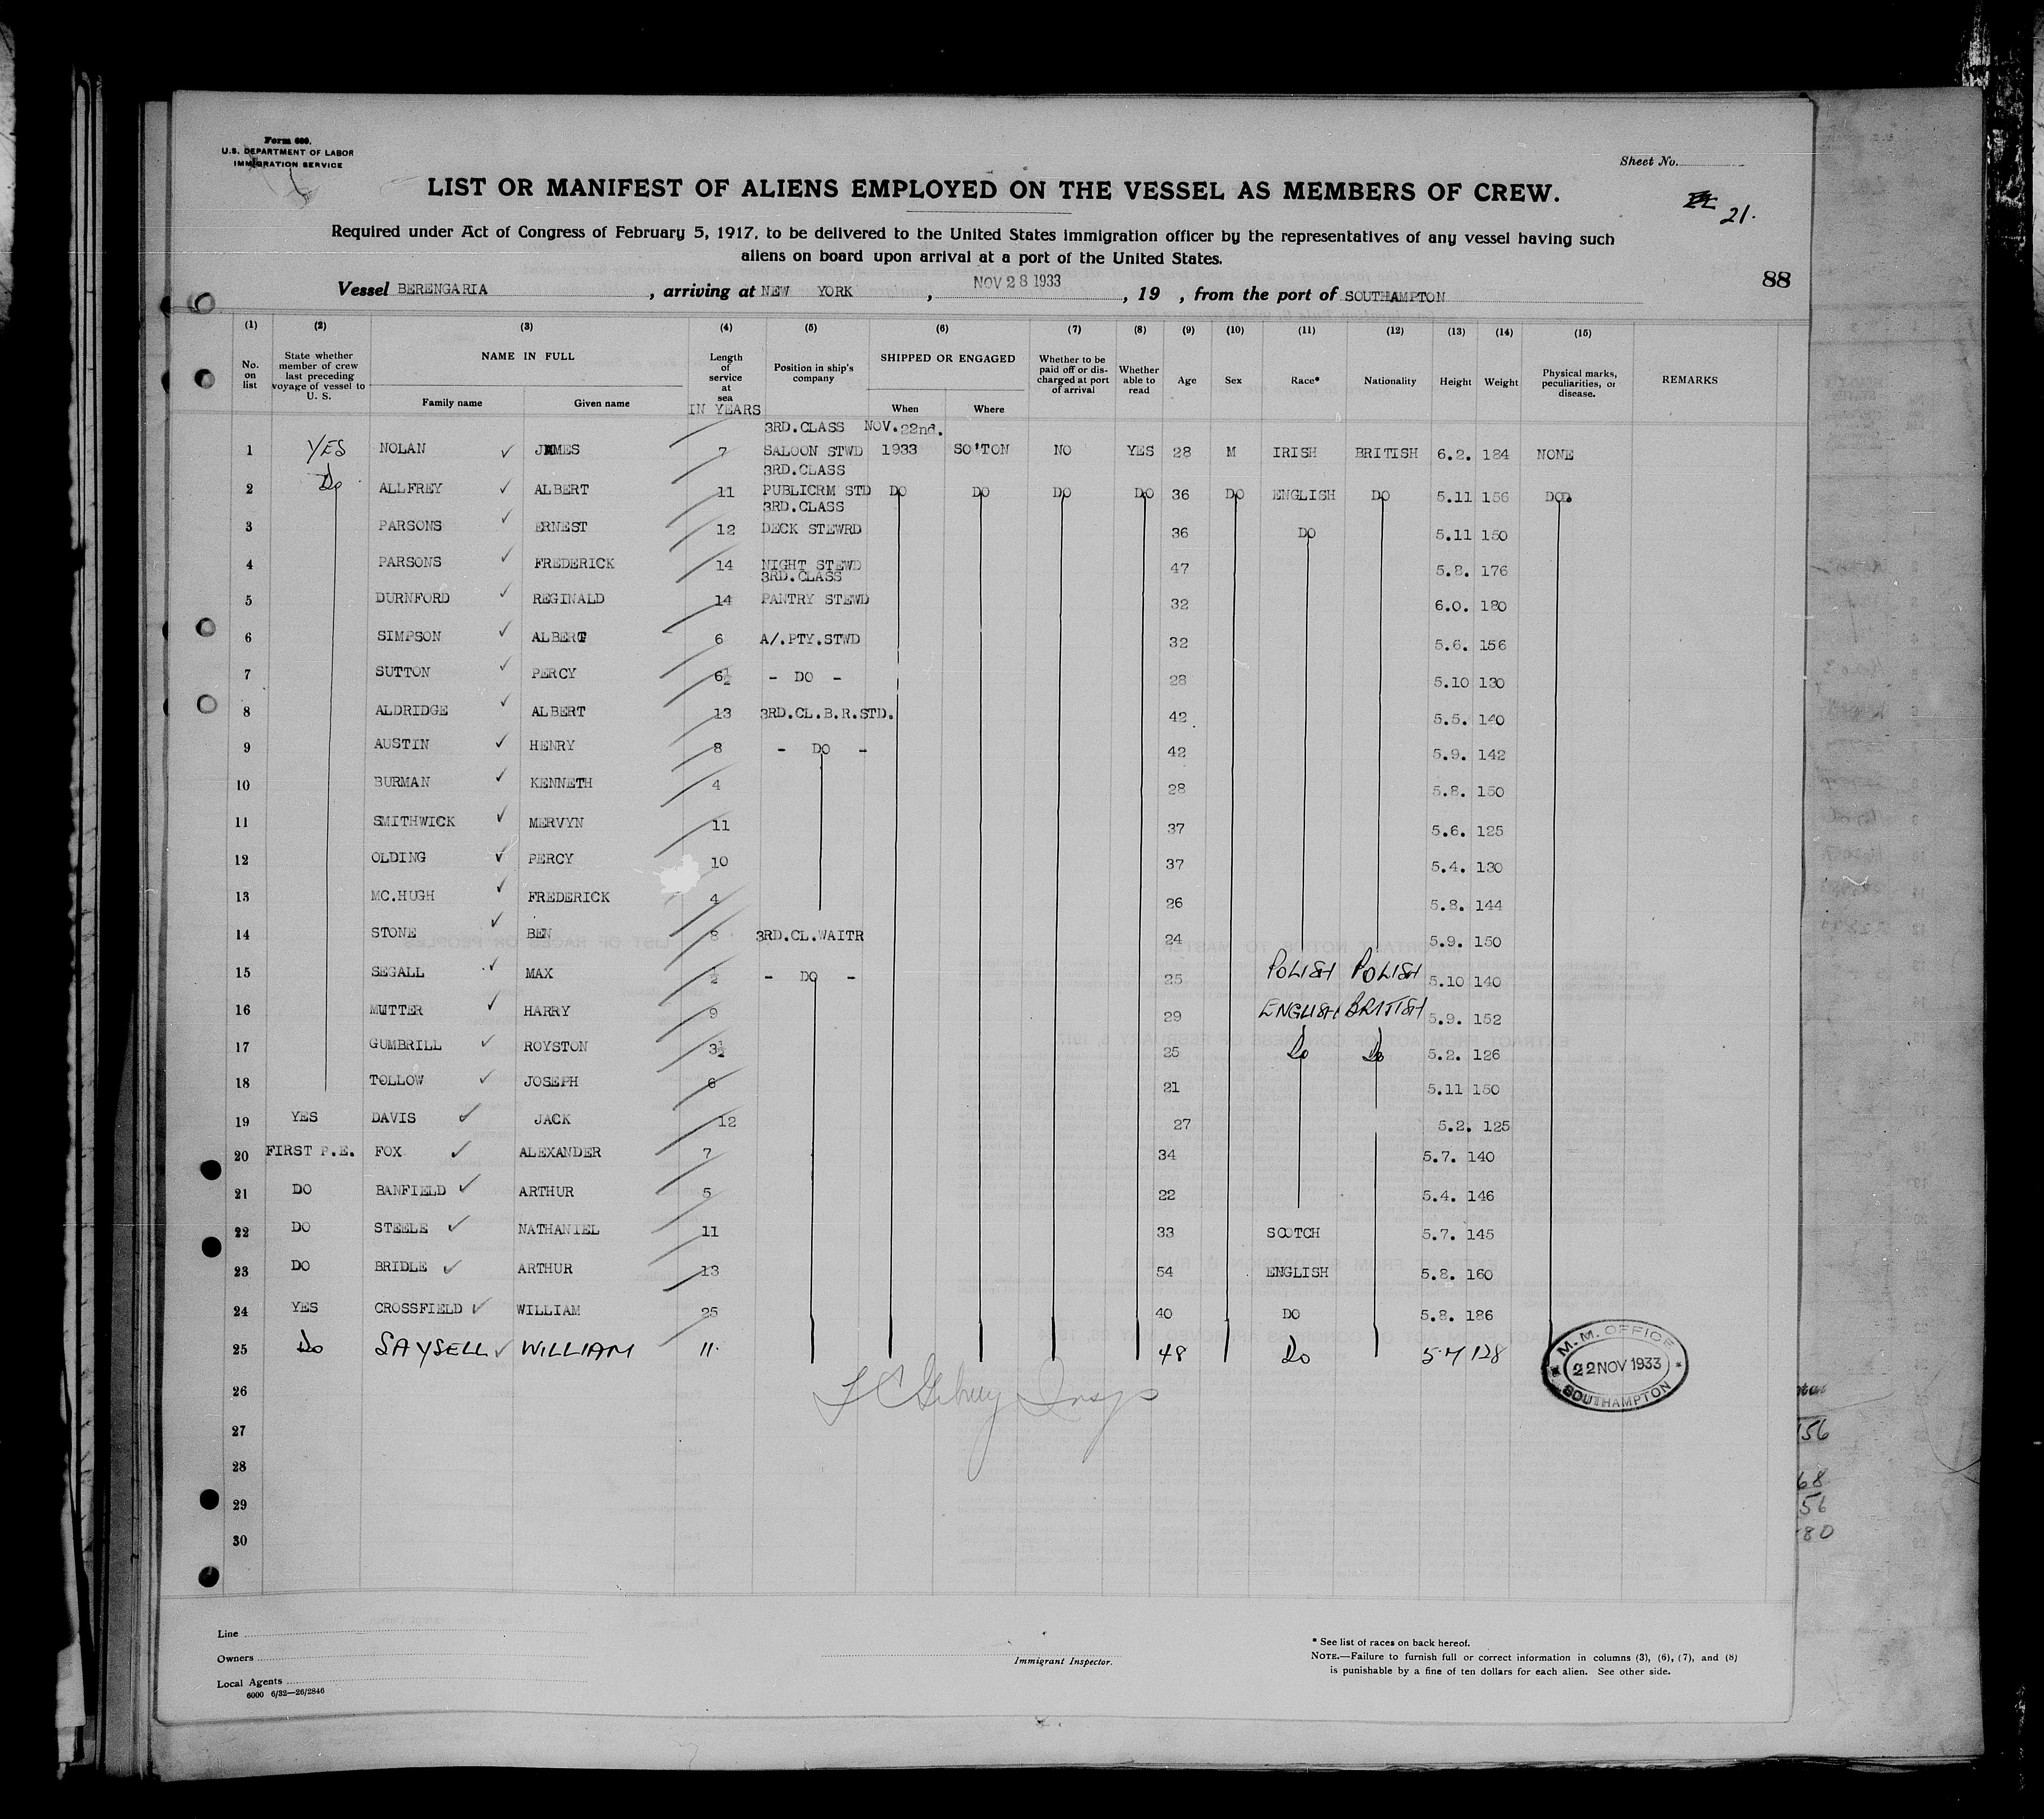 Form 600.
U.S. DEPARTMENT OF LABOR
IMMIGRATION SERVICE
Sheet No.
LIST OR MANIFEST OF ALIENS EMPLOYED ON THE VESSEL AS MEMBERS OF CREW.
21.
Required under Act of Congress of February 5, 1917, to be delivered to the United States immigration officer by the representatives of any vessel having such
aliens on board upon arrival at a port of the United States.
88
Vessel BERENGARIA, arriving at NEW YORK, NOV 28 1933, 19 , from the port of SOUTHAMPTON
(1) (2) (3) (4) (5) (6) (7) (8) (9) (10) (11) (12) (13) (14) (15)
No. on list State whether member of crew last preceding voyage of vessel to U. S. NAME IN FULL Family name Given name Length of service at sea IN YEARS Position in ship's company SHIPPED OR ENGAGED When Where Whether to be paid off or discharged at port of arrival Whether able to read Age Sex Race* Nationality Height Weight Physical marks, peculiarities, or disease. REMARKS
3RD.CLASS NOV.22nd.
1 YES NOLAN JAMES 7 SALOON STWD 1933 SO'TON NO YES 28 M IRISH BRITISH 6.2. 184 NONE
3RD.CLASS
2 Do ALLFREY ALBERT 11 PUBLICRM STD DO DO DO DO 36 DO ENGLISH DO 5.11 156 DO.
3RD.CLASS
3 PARSONS ERNEST 12 DECK STEWRD 36 DO 5.11 150
4 PARSONS FREDERICK 14 NIGHT STEWD 47 5.8. 176
3RD.CLASS
5 DURNFORD REGINALD 14 PANTRY STEWD 32 6.0. 180
6 SIMPSON ALBERT 6 A/.PTY.STWD 32 5.6. 156
7 SUTTON PERCY 6½ - DO - 28 5.10 130
8 ALDRIDGE ALBERT 13 3RD.CL.B.R.STD. 42 5.5. 140
9 AUSTIN HENRY 8 - DO - 42 5.9. 142
10 BURMAN KENNETH 4 28 5.8. 150
11 SMITHWICK MERVYN 11 37 5.6. 125
12 OLDING PERCY 10 37 5.4. 130
13 MC.HUGH FREDERICK 4 26 5.8. 144
14 STONE BEN 8 3RD.CL.WAITR 24 5.9. 150
15 SEGALL MAX ½ - DO - 25 POLISH POLISH 5.10 140
16 MUTTER HARRY 9 29 ENGLISH BRITISH 5.9. 152
17 GUMBRILL ROYSTON 3½ 25 Do Do 5.2. 126
18 TOLLOW JOSEPH 6 21 5.11 150
19 YES DAVIS JACK 12 27 5.2. 125
20 FIRST P.E. FOX ALEXANDER 7 34 5.7. 140
21 DO BANFIELD ARTHUR 5 22 5.4. 146
22 DO STEELE NATHANIEL 11 33 SCOTCH 5.7. 145
23 DO BRIDLE ARTHUR 13 54 ENGLISH 5.8. 160
24 YES CROSSFIELD WILLIAM 25 40 DO 5.8. 186
25 Do SAYSELL WILLIAM 11. 48 Do 5.7 128
M.M. OFFICE
22 NOV 1933
SOUTHAMPTON
26
27
28
29
30
156
68
56
80
Line
Owners
Local Agents
6000 6/32—26/2846
Immigrant Inspector.
* See list of races on back hereof.
NOTE.—Failure to furnish full or correct information in columns (3), (6), (7), and (8)
is punishable by a fine of ten dollars for each alien. See other side.